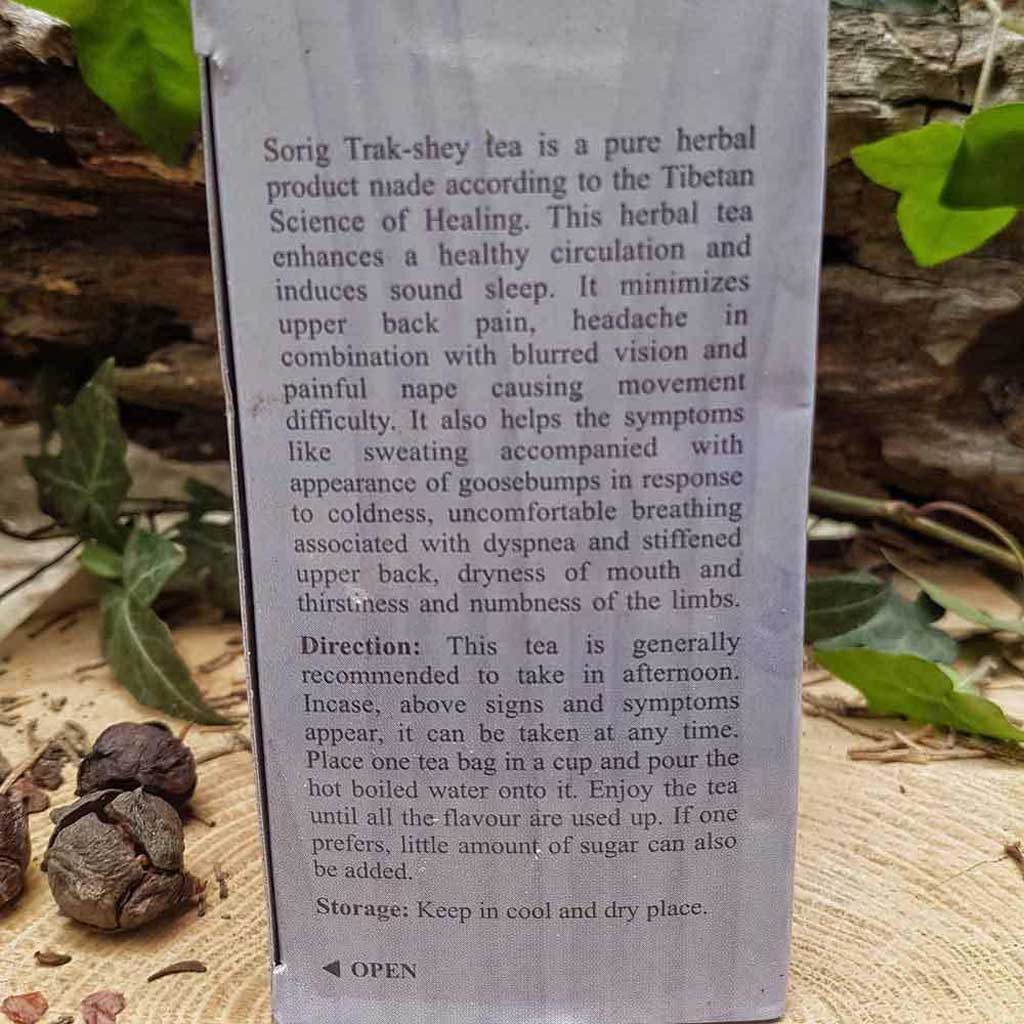 Sorig Trak-shey tea is a pure herbal
product made according to the Tibetan
Science of Healing. This herbal tea
enhances a healthy circulation and
induces sound sleep. It minimizes
upper back pain, headache in
combination with blurred vision and
painful nape causing movement
difficulty. It also helps the symptoms
like sweating accompanied with
appearance of goosebumps in response
to coldness, uncomfortable breathing
associated with dyspnea and stiffened
upper back, dryness of mouth and
thirstiness and numbness of the limbs.
Direction: This tea is generally
recommended to take in afternoon.
Incase, above signs and symptoms
appear, it can be taken at any time.
Place one tea bag in a cup and pour the
hot boiled water onto it. Enjoy the tea
until all the flavour are used up. If one
prefers, little amount of sugar can also
be added.
Storage: Keep in cool and dry place.
◄ OPEN